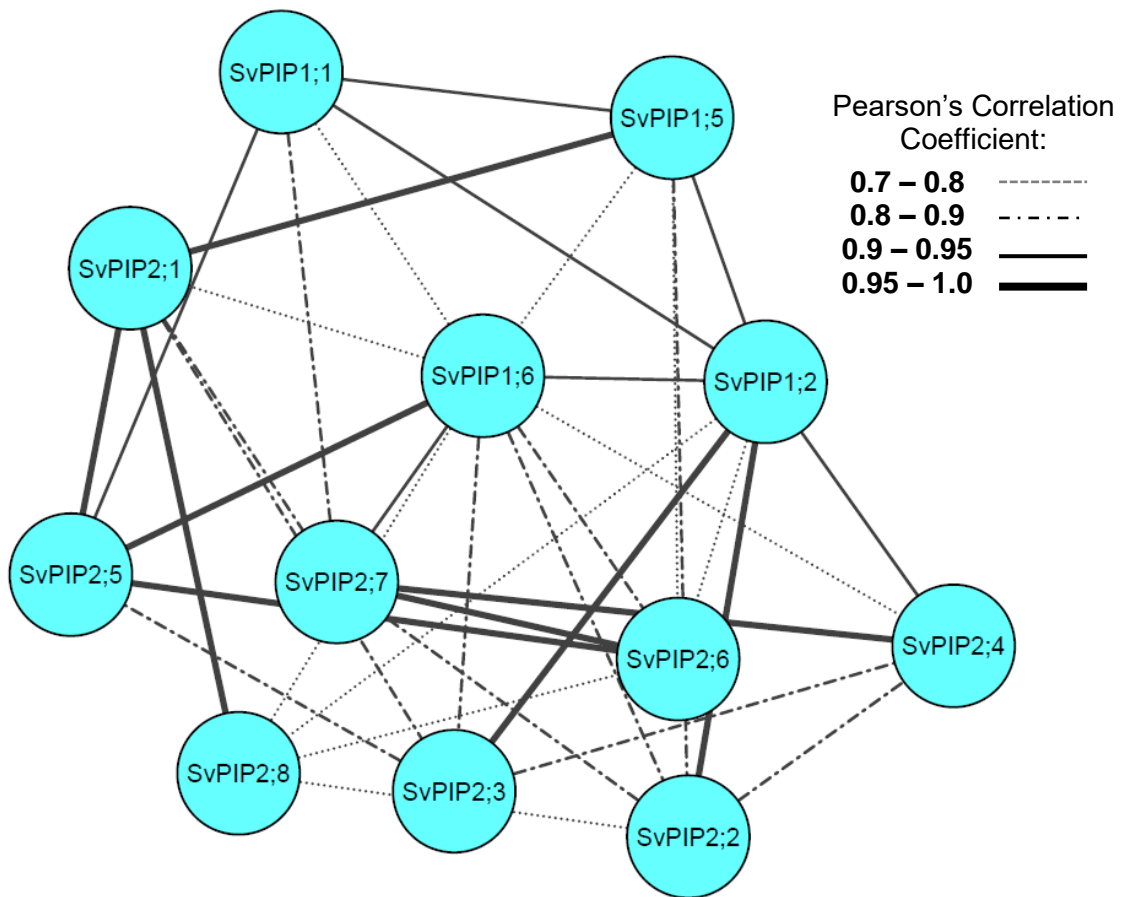 SvPIP1;1
SvPIP1;5
Pearson's Correlation
Coefficient:
0.7 – 0.8
0.8 – 0.9
0.9 – 0.95
0.95 – 1.0
SvPIP2;1
SvPIP1;6
SvPIP1;2
SvPIP2;5
SvPIP2;7
SvPIP2;6
SvPIP2;4
SvPIP2;8
SvPIP2;3
SvPIP2;2